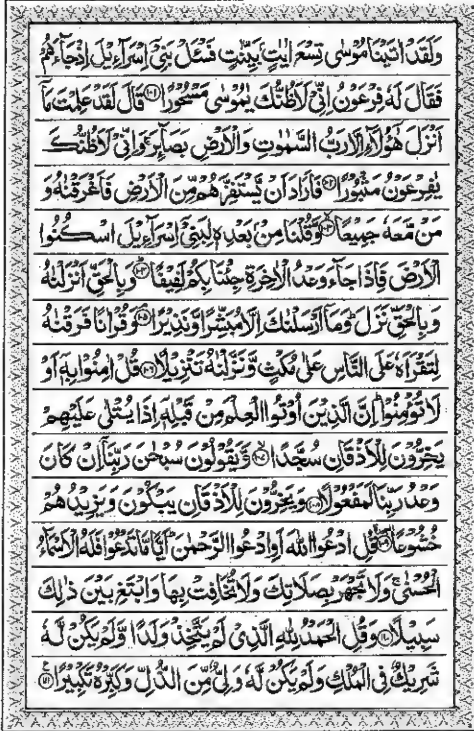 وَلَقَدْ اٰتَيْنَا مُوْسٰى تِسْعَ اٰيٰتٍۭ بَيِّنٰتٍ فَسْـَٔلْ بَنِيْٓ اِسْرَآءِيْلَ اِذْ جَآءَهُمْ
فَقَالَ لَهٗ فِرْعَوْنُ اِنِّيْ لَاَظُنُّكَ يٰمُوْسٰى مَسْحُوْرًا ﴿۱۰۱﴾ قَالَ لَقَدْ عَلِمْتَ مَآ
اَنْزَلَ هٰٓؤُلَآءِ اِلَّا رَبُّ السَّمٰوٰتِ وَالْاَرْضِ بَصَآئِرَ ۚ وَاِنِّيْ لَاَظُنُّكَ
يٰفِرْعَوْنُ مَثْبُوْرًا ﴿۱۰۲﴾ فَاَرَادَ اَنْ يَّسْتَفِزَّهُمْ مِّنَ الْاَرْضِ فَاَغْرَقْنٰهُ وَ
مَنْ مَّعَهٗ جَمِيْعًا ﴿۱۰۳﴾ وَّقُلْنَا مِنْۢ بَعْدِهٖ لِبَنِيْٓ اِسْرَآءِيْلَ اسْكُنُوا
الْاَرْضَ فَاِذَا جَآءَ وَعْدُ الْاٰخِرَةِ جِئْنَا بِكُمْ لَفِيْفًا ﴿۱۰۴﴾ وَبِالْحَقِّ اَنْزَلْنٰهُ
وَبِالْحَقِّ نَزَلَ ؕ وَمَآ اَرْسَلْنٰكَ اِلَّا مُبَشِّرًا وَّنَذِيْرًا ﴿۱۰۵﴾ وَقُرْاٰنًا فَرَقْنٰهُ
لِتَقْرَاَهٗ عَلَى النَّاسِ عَلٰى مُكْثٍ وَّنَزَّلْنٰهُ تَنْزِيْلًا ﴿۱۰۶﴾ قُلْ اٰمِنُوْا بِهٖٓ اَوْ
لَا تُؤْمِنُوْا ؕ اِنَّ الَّذِيْنَ اُوْتُوا الْعِلْمَ مِنْ قَبْلِهٖٓ اِذَا يُتْلٰى عَلَيْهِمْ
يَخِرُّوْنَ لِلْاَذْقَانِ سُجَّدًا ﴿۱۰۷﴾ وَّيَقُوْلُوْنَ سُبْحٰنَ رَبِّنَآ اِنْ كَانَ
وَعْدُ رَبِّنَا لَمَفْعُوْلًا ﴿۱۰۸﴾ وَيَخِرُّوْنَ لِلْاَذْقَانِ يَبْكُوْنَ وَيَزِيْدُهُمْ
خُشُوْعًا ﴿۱۰۹﴾ قُلِ ادْعُوا اللّٰهَ اَوِ ادْعُوا الرَّحْمٰنَ ؕ اَيًّا مَّا تَدْعُوْا فَلَهُ الْاَسْمَآءُ
الْحُسْنٰى ۚ وَلَا تَجْهَرْ بِصَلَاتِكَ وَلَا تُخَافِتْ بِهَا وَابْتَغِ بَيْنَ ذٰلِكَ
سَبِيْلًا ﴿۱۱۰﴾ وَقُلِ الْحَمْدُ لِلّٰهِ الَّذِيْ لَمْ يَتَّخِذْ وَلَدًا وَّلَمْ يَكُنْ لَّهٗ
شَرِيْكٌ فِي الْمُلْكِ وَلَمْ يَكُنْ لَّهٗ وَلِيٌّ مِّنَ الذُّلِّ وَكَبِّرْهُ تَكْبِيْرًا ﴿۱۱۱﴾